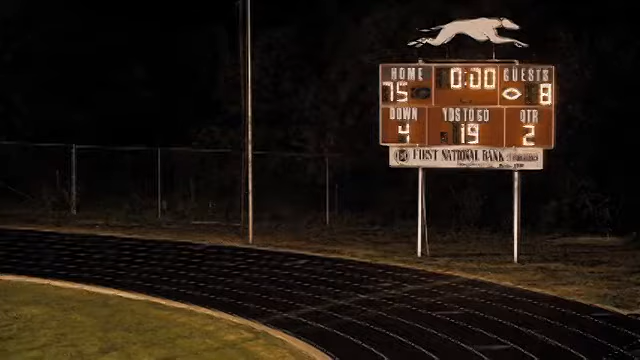 HOME 0:00 GUESTS
75 8
DOWN YDS TO GO QTR
4 19 2
FIRST NATIONAL BANK